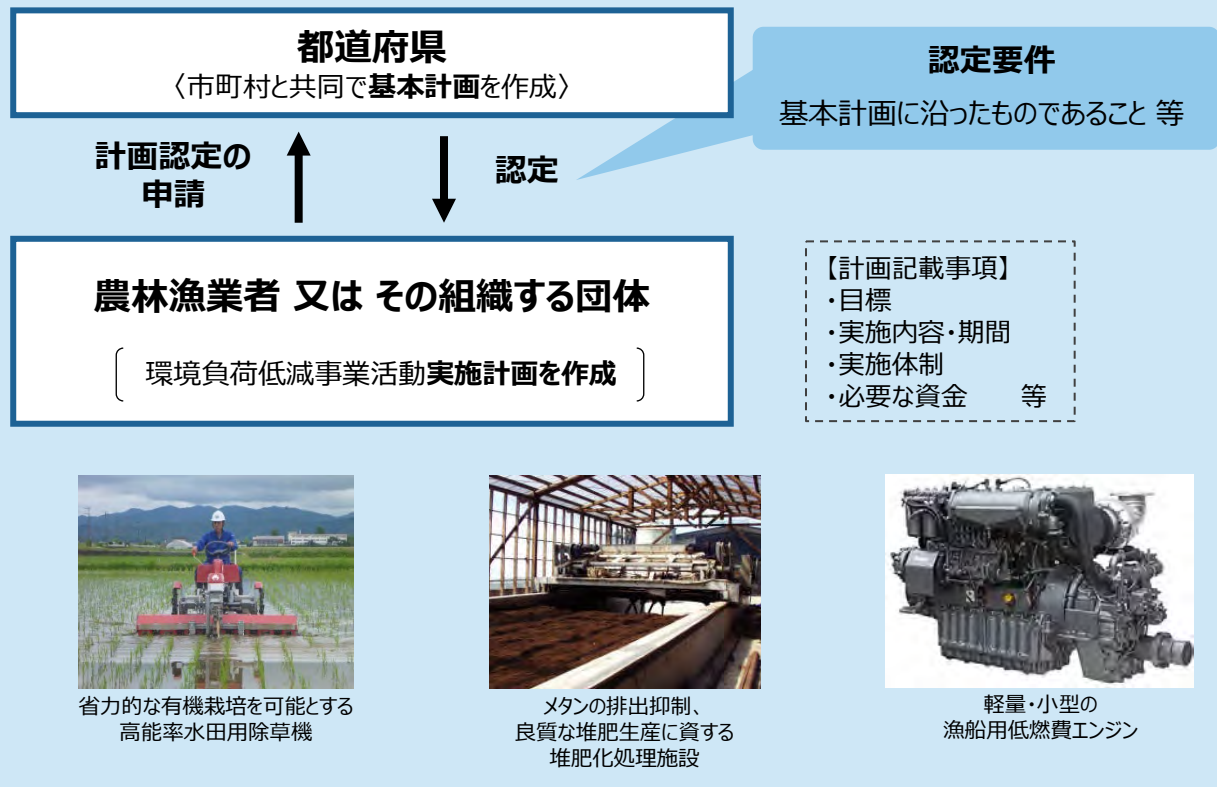 都道府県
〈市町村と共同で基本計画を作成〉
認定要件
基本計画に沿ったものであること 等
計画認定の
申請
認定
農林漁業者 又は その組織する団体
環境負荷低減事業活動実施計画を作成
【計画記載事項】
・目標
・実施内容・期間
・実施体制
・必要な資金　　等
省力的な有機栽培を可能とする
高能率水田用除草機
メタンの排出抑制、
良質な堆肥生産に資する
堆肥化処理施設
軽量・小型の
漁船用低燃費エンジン